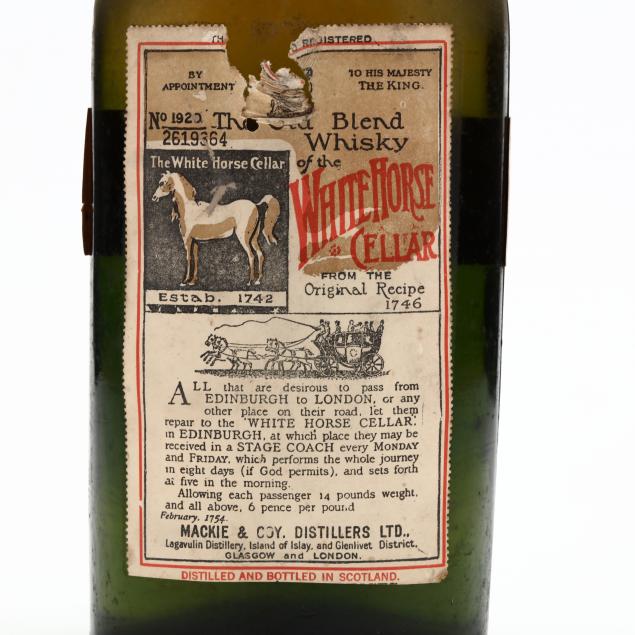 REGISTERED
BY APPOINTMENT TO HIS MAJESTY THE KING.
No 1920 The Old Blend
2619364 Whisky
The White Horse Cellar of the
WHITE HORSE
CELLAR
FROM THE
Estab. 1742 Original Recipe
1746
ALL that are desirous to pass from
EDINBURGH to LONDON, or any
other place on their road, let them
repair to the "WHITE HORSE CELLAR"
in EDINBURGH, at which place they may be
received in a STAGE COACH every MONDAY
and FRIDAY, which performs the whole journey
in eight days (if God permits), and sets forth
at five in the morning.
Allowing each passenger 14 pounds weight,
and all above, 6 pence per pound
February, 1754.
MACKIE & COY. DISTILLERS LTD.,
Lagavulin Distillery, Island of Islay, and Glenlivet District,
GLASGOW and LONDON.
DISTILLED AND BOTTLED IN SCOTLAND.